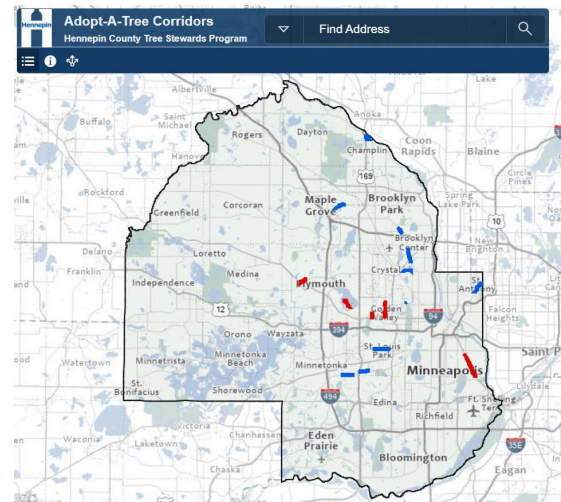 Hennepin
Adopt-A-Tree Corridors
Hennepin County Tree Stewards Program
Find Address
Lake
Albertville
Buffalo
Saint
Michael
Anoka
Rogers
Dayton
Champlin
Coon
Rapids
Blaine
Circle
Pines
Hanov
169
Rockford
Greenfield
Corcoran
Maple
Grove
Brooklyn
Park
Spring
Lake Park
10
New
Brighton
Brooklyn
Center
Delano
Loretto
Crystal
Franklin
Independence
Medina
Plymouth
St.
Anthony
Golden
Valley
94
Falcon
Heights
12
Orono
Wayzata
394
Watertown
Minnetrista
Minnetonka
Beach
St Louis
Park
Saint P
Minnetonka
Minneapolis
St.
Bonifacius
Shorewood
494
Edina
Richfield
Ft. Snelling
Lilydale
Victoria
Waconia
Laketown
Chanhassen
Eden
Prairie
35E
Bloomington
Eagan
Chaska